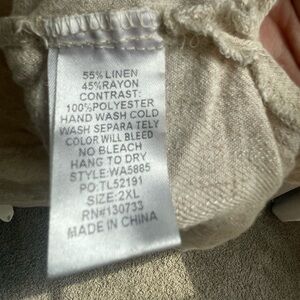 55% LINEN
45% RAYON
CONTRAST:
100%POLYESTER
HAND WASH COLD
WASH SEPARA TELY
COLOR WILL BLEED
NO BLEACH
HANG TO DRY
STYLE:WA5885
PO:TL52191
SIZE:2XL
RN#130733
MADE IN CHINA